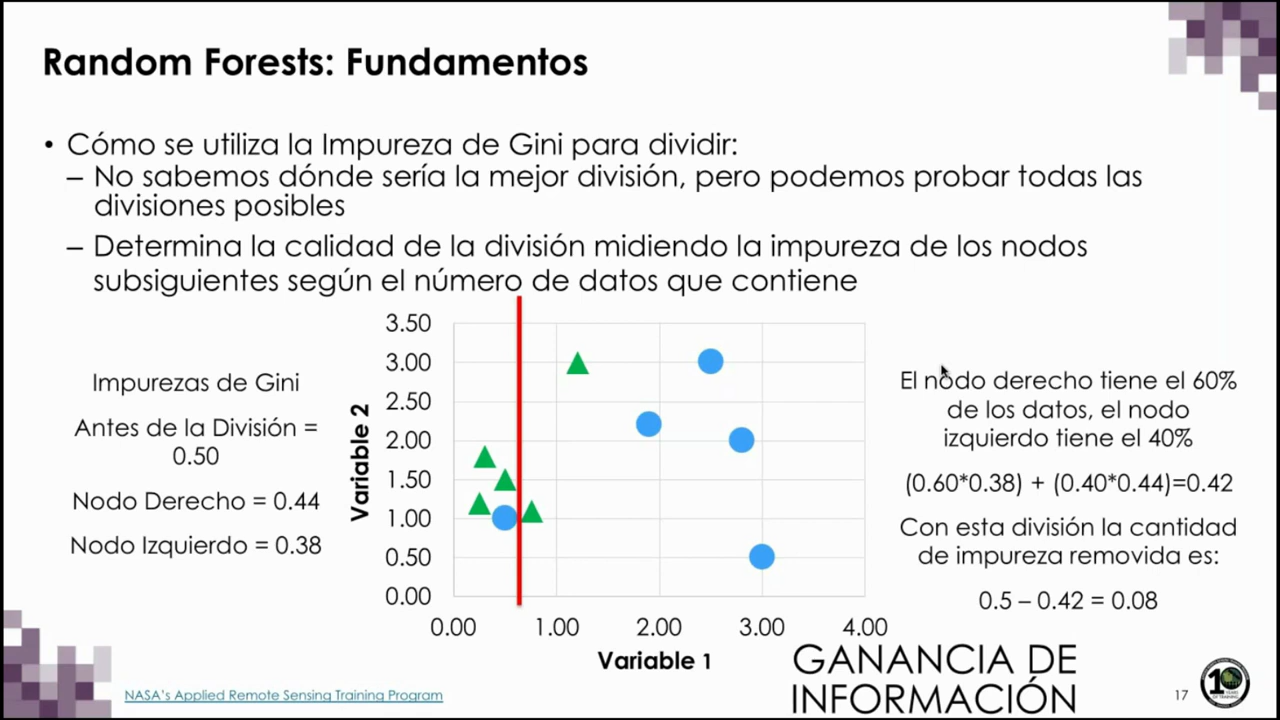 Random Forests: Fundamentos
• Cómo se utiliza la Impureza de Gini para dividir:
– No sabemos dónde sería la mejor división, pero podemos probar todas las
divisiones posibles
– Determina la calidad de la división midiendo la impureza de los nodos
subsiguientes según el número de datos que contiene
Impurezas de Gini
Antes de la División =
0.50
Nodo Derecho = 0.44
Nodo Izquierdo = 0.38
Variable 2
3.50
3.00
2.50
2.00
1.50
1.00
0.50
0.00
0.00 1.00 2.00 3.00 4.00
Variable 1
El nodo derecho tiene el 60%
de los datos, el nodo
izquierdo tiene el 40%
(0.60*0.38) + (0.40*0.44)=0.42
Con esta división la cantidad
de impureza removida es:
0.5 – 0.42 = 0.08
GANANCIA DE
INFORMACIÓN
NASA's Applied Remote Sensing Training Program
17